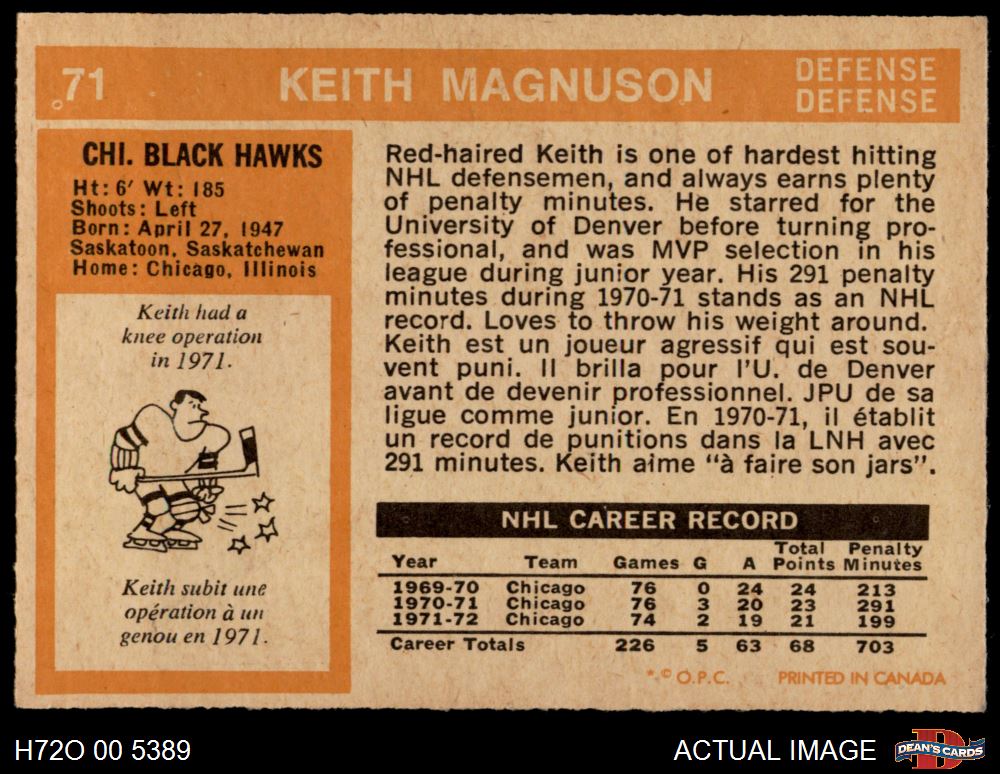 71
KEITH MAGNUSON
DEFENSE
DEFENSE
CHI. BLACK HAWKS
Ht: 6' Wt: 185
Shoots: Left
Born: April 27, 1947
Saskatoon, Saskatchewan
Home: Chicago, Illinois
Keith had a
knee operation
in 1971.
Keith subit une
opération à un
genou en 1971.
Red-haired Keith is one of hardest hitting
NHL defensemen, and always earns plenty
of penalty minutes. He starred for the
University of Denver before turning pro-
fessional, and was MVP selection in his
league during junior year. His 291 penalty
minutes during 1970-71 stands as an NHL
record. Loves to throw his weight around.
Keith est un joueur agressif qui est sou-
vent puni. Il brilla pour l'U. de Denver
avant de devenir professionnel. JPU de sa
ligue comme junior. En 1970-71, il établit
un record de punitions dans la LNH avec
291 minutes. Keith aime "à faire son jars".
NHL CAREER RECORD
Year Team Games G A Total Points Penalty Minutes
1969-70 Chicago 76 0 24 24 213
1970-71 Chicago 76 3 20 23 291
1971-72 Chicago 74 2 19 21 199
Career Totals 226 5 63 68 703
* © O.P.C. PRINTED IN CANADA
H72O 00 5389
ACTUAL IMAGE
D
DEAN'S CARDS